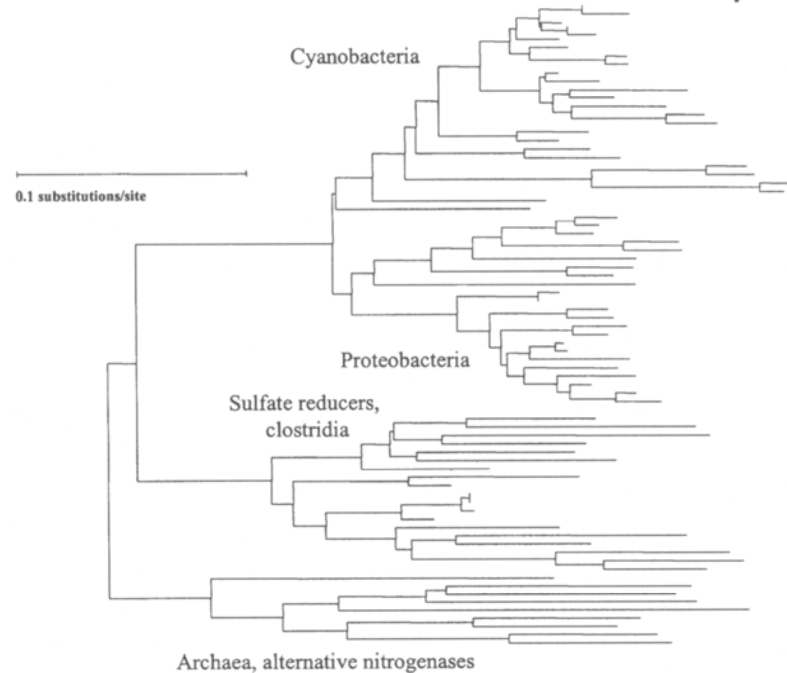 Cyanobacteria
0.1 substitutions/site
Proteobacteria
Sulfate reducers,
clostridia
Archaea, alternative nitrogenases